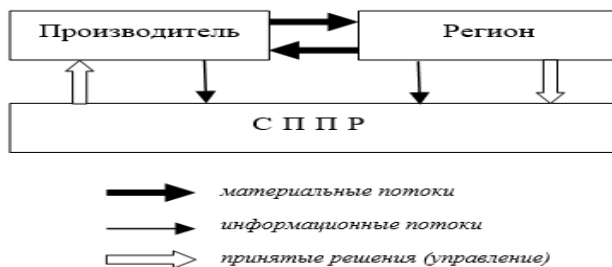 Производитель
Регион
С П П Р
материальные потоки
информационные потоки
принятые решения (управление)